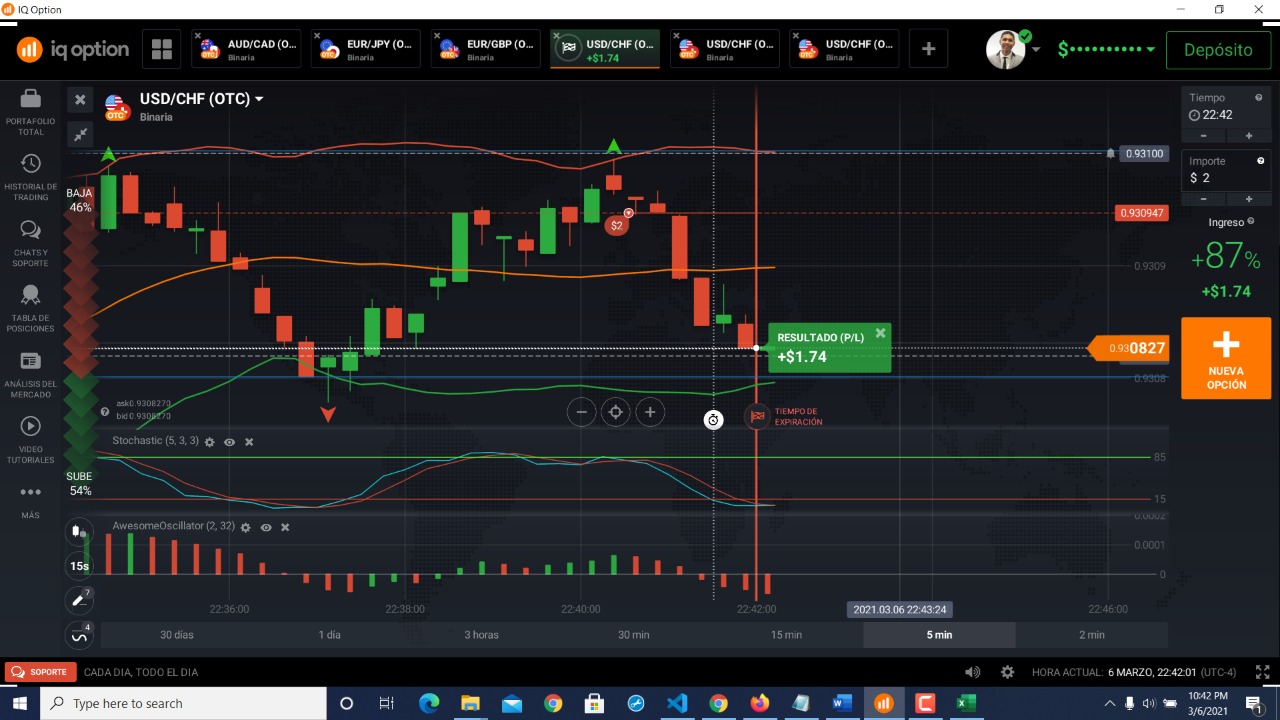 IQ Option
iq option
AUD/CAD (O...
Binaria
EUR/JPY (O...
Binaria
EUR/GBP (O...
Binaria
USD/CHF (O...
+$1.74
USD/CHF (O...
Binaria
USD/CHF (O...
Binaria
$••••••••••
Depósito
PORTAFOLIO
TOTAL
HISTORIAL DE
TRADING
CHATS Y
SOPORTE
TABLA DE
POSICIONES
ANÁLISIS DEL
MERCADO
VIDEO
TUTORIALES
MÁS
OTC
USD/CHF (OTC)
Binaria
BAJA
46%
SUBE
54%
$2
0.93100
0.930947
0.9309
0.930827
0.9308
RESULTADO (P/L)
+$1.74
ask0.9308270
bid0.9308270
TIEMPO DE
EXPIRACIÓN
Stochastic (5, 3, 3)
85
15
AwesomeOscillator (2, 32)
0.0002
0.0001
0
15s
7
4
22:36:00
22:38:00
22:40:00
22:42:00
2021.03.06 22:43:24
22:46:00
30 días
1 día
3 horas
30 min
15 min
5 min
2 min
Tiempo
22:42
Importe
$ 2
Ingreso
+87%
+$1.74
NUEVA
OPCIÓN
SOPORTE
CADA DIA, TODO EL DIA
HORA ACTUAL: 6 MARZO, 22:42:01 (UTC-4)
Type here to search
10:42 PM
3/6/2021